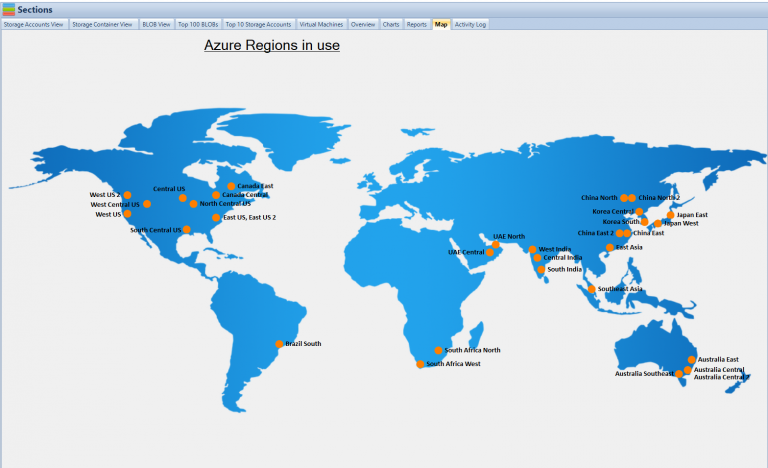 Sections
Storage Accounts View Storage Container View BLOB View Top 100 BLOBs Top 10 Storage Accounts Virtual Machines Overview Charts Reports Map Activity Log
Azure Regions in use
Canada East
Central US
West US 2
Canada Central
West Central US
North Central US
West US
East US, East US 2
South Central US
China North
China North 2
Korea Central
Japan East
Korea South
Japan West
China East 2
China East
UAE North
East Asia
UAE Central
West India
Central India
South India
Southeast Asia
Brazil South
South Africa North
South Africa West
Australia East
Australia Central
Australia Southeast
Australia Central 2